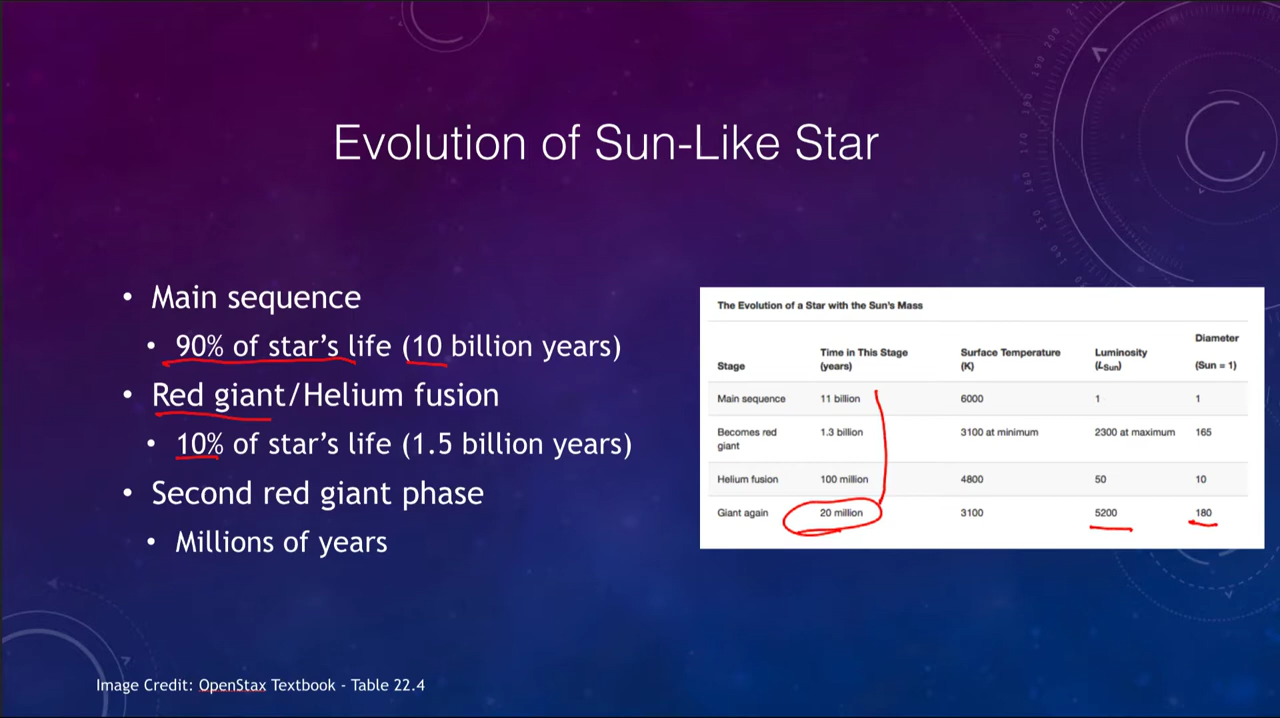 Evolution of Sun-Like Star
• Main sequence
• 90% of star's life (10 billion years)
• Red giant/Helium fusion
• 10% of star's life (1.5 billion years)
• Second red giant phase
• Millions of years
The Evolution of a Star with the Sun's Mass
Stage Time in This Stage (years) Surface Temperature (K) Luminosity (LSun) Diameter (Sun = 1)
Main sequence 11 billion 6000 1 1
Becomes red giant 1.3 billion 3100 at minimum 2300 at maximum 165
Helium fusion 100 million 4800 50 10
Giant again 20 million 3100 5200 180
Image Credit: OpenStax Textbook - Table 22.4